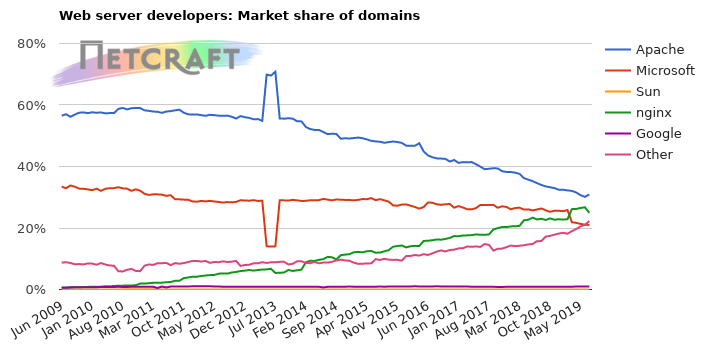 Web server developers: Market share of domains
NETCRAFT
80%
60%
40%
20%
0%
Jun 2009
Jan 2010
Aug 2010
Mar 2011
Oct 2011
May 2012
Dec 2012
Jul 2013
Feb 2014
Sep 2014
Apr 2015
Nov 2015
Jun 2016
Jan 2017
Aug 2017
Mar 2018
Oct 2018
May 2019
Apache
Microsoft
Sun
nginx
Google
Other